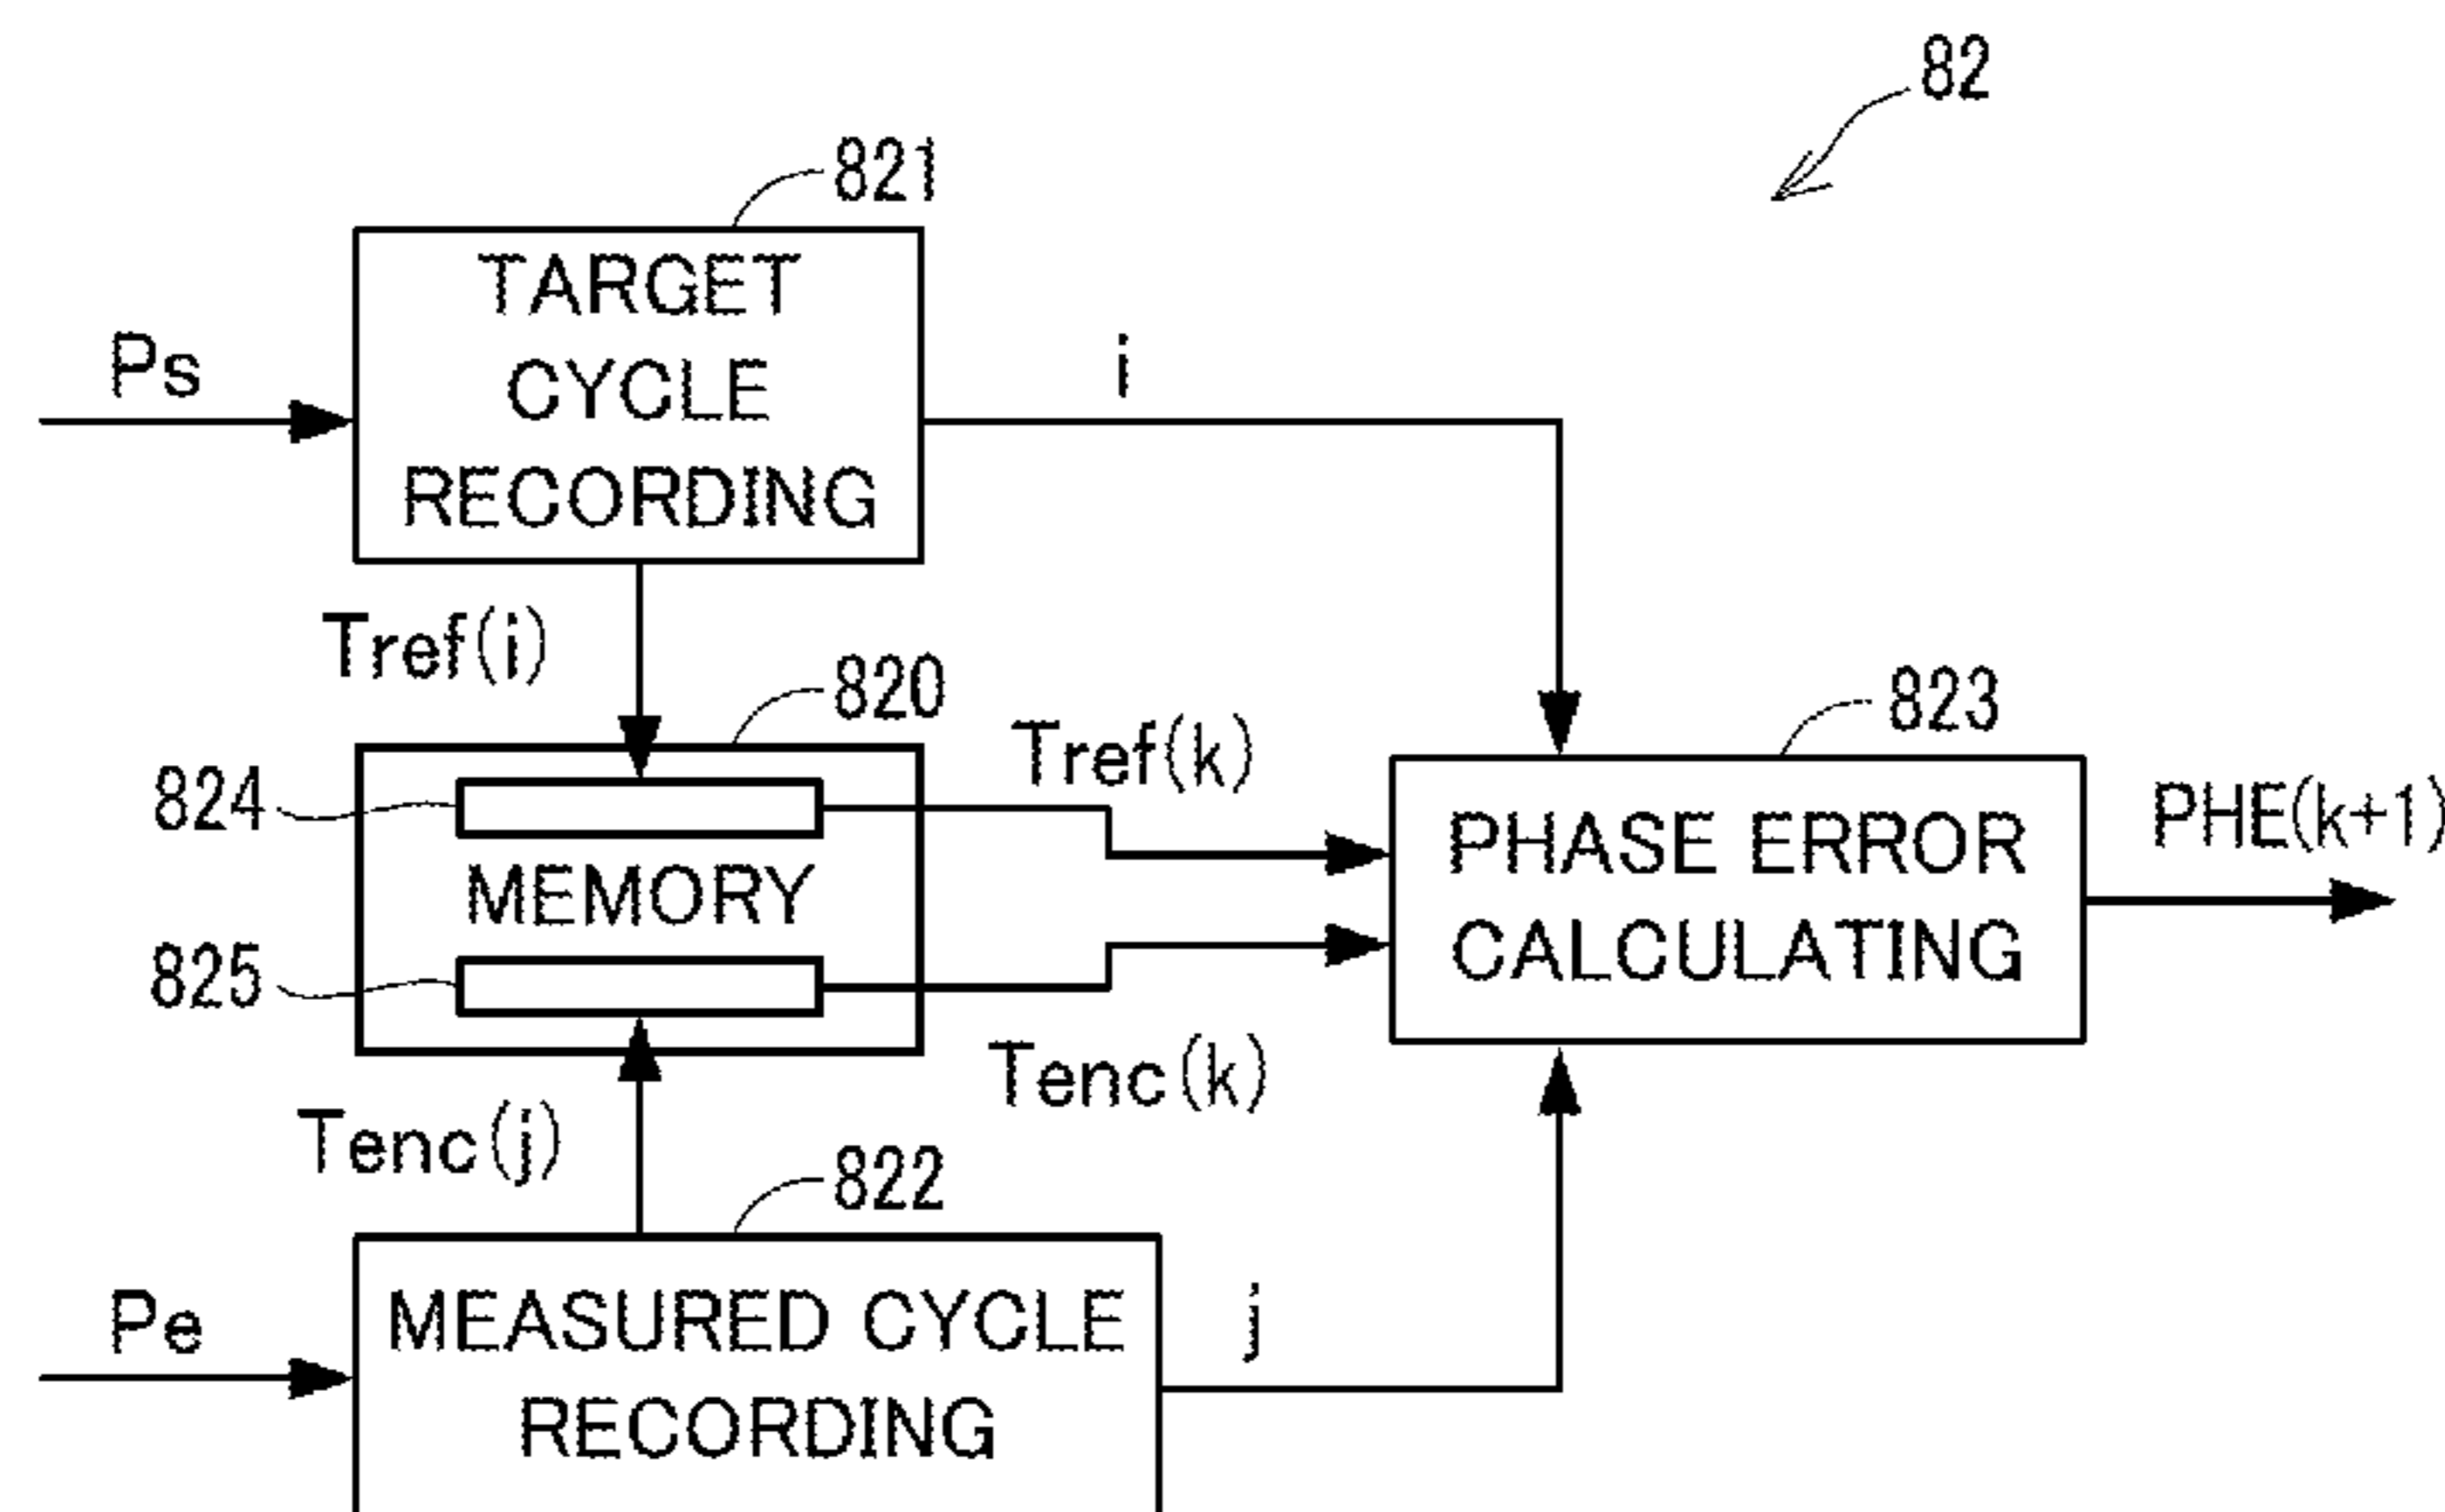 82
821
TARGET
CYCLE
RECORDING
Ps
i
Tref(i)
820
Tref(k)
823
824
MEMORY
PHASE ERROR
CALCULATING
PHE(k+1)
825
Tenc(k)
Tenc(j)
822
Pe
MEASURED CYCLE
RECORDING
j